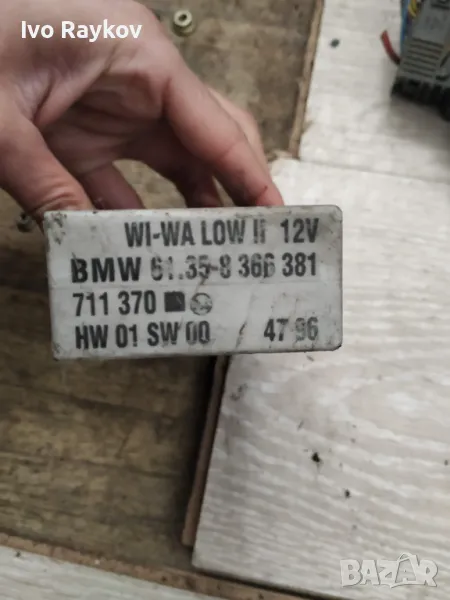 Ivo Raykov
WI-WA LOW II 12V
BMW 61.35-8 366 381
711 370
HW 01 SW 00 47 96
BAZAR